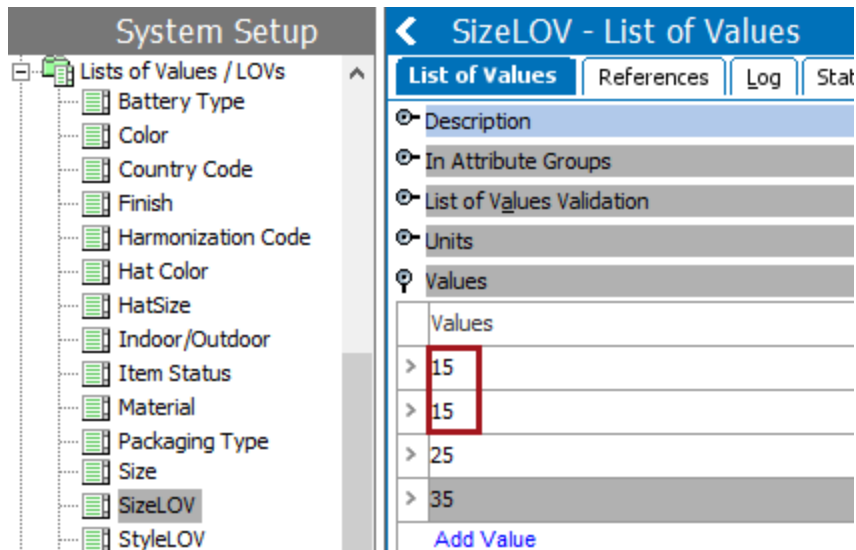 System Setup
Lists of Values / LOVs
Battery Type
Color
Country Code
Finish
Harmonization Code
Hat Color
HatSize
Indoor/Outdoor
Item Status
Material
Packaging Type
Size
SizeLOV
StyleLOV
SizeLOV - List of Values
List of Values References Log
Description
In Attribute Groups
List of Values Validation
Units
Values
Values
> 15
> 15
> 25
> 35
Add Value